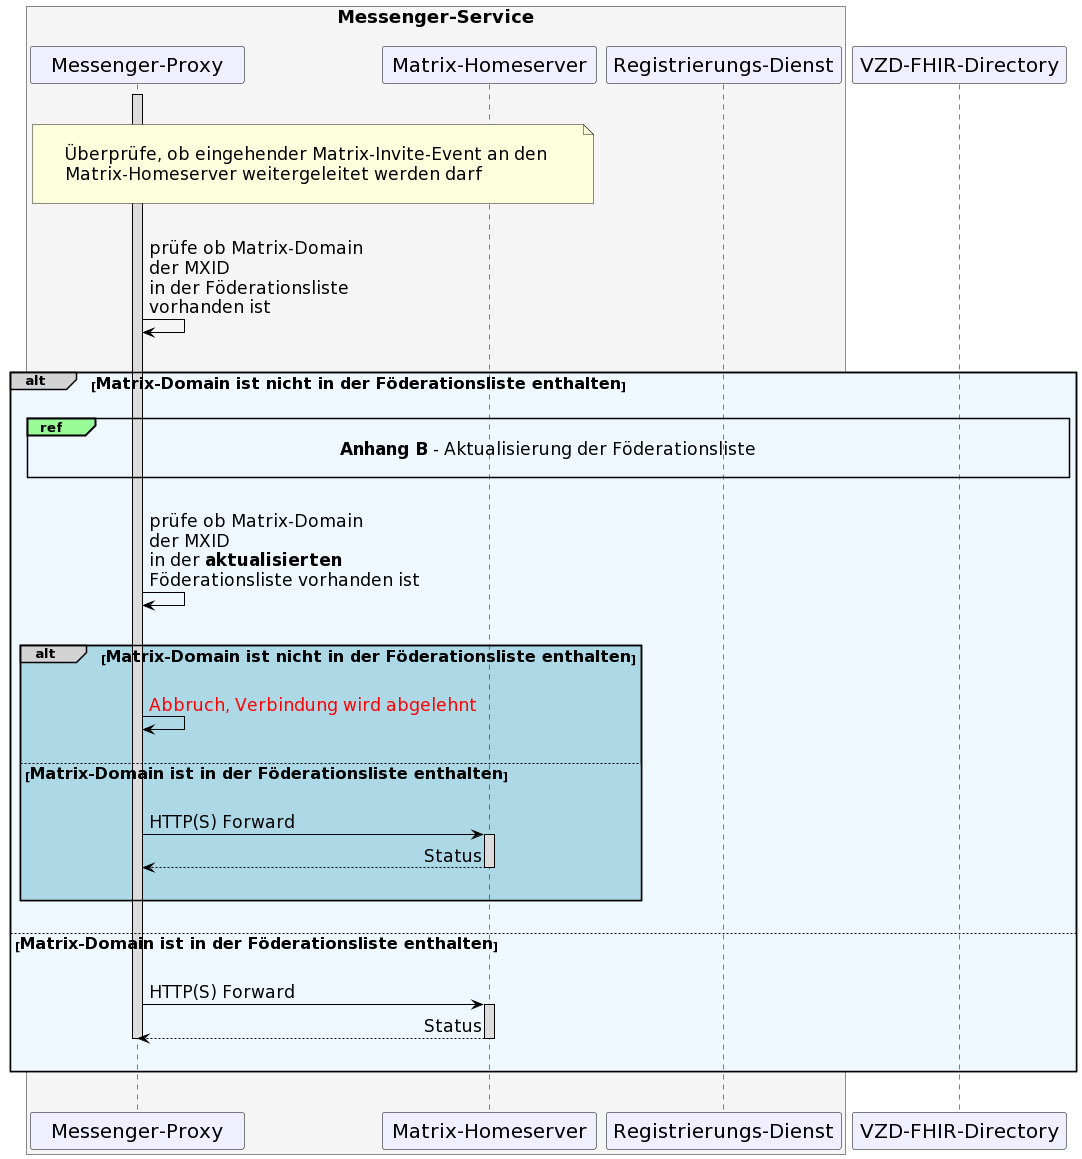 Messenger-Service
Messenger-Proxy
Matrix-Homeserver
Registrierungs-Dienst
VZD-FHIR-Directory
Überprüfe, ob eingehender Matrix-Invite-Event an den
Matrix-Homeserver weitergeleitet werden darf
prüfe ob Matrix-Domain
der MXID
in der Föderationsliste
vorhanden ist
alt
[Matrix-Domain ist nicht in der Föderationsliste enthalten]
ref
Anhang B - Aktualisierung der Föderationsliste
prüfe ob Matrix-Domain
der MXID
in der aktualisierten
Föderationsliste vorhanden ist
alt
[Matrix-Domain ist nicht in der Föderationsliste enthalten]
Abbruch, Verbindung wird abgelehnt
[Matrix-Domain ist in der Föderationsliste enthalten]
HTTP(S) Forward
Status
[Matrix-Domain ist in der Föderationsliste enthalten]
HTTP(S) Forward
Status
Messenger-Proxy
Matrix-Homeserver
Registrierungs-Dienst
VZD-FHIR-Directory